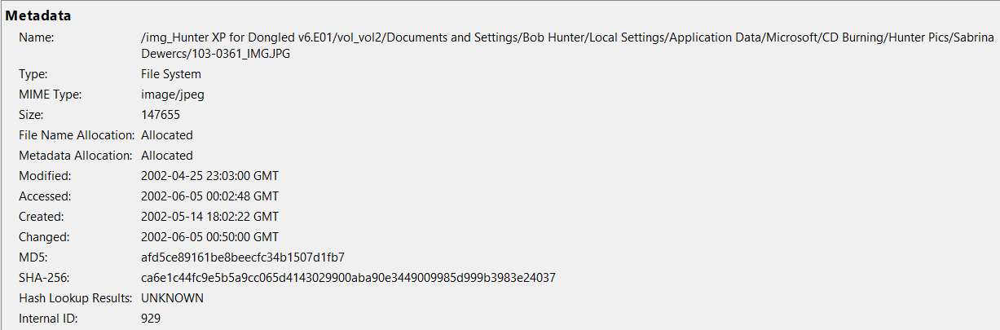 Metadata
Name: /img_Hunter XP for Dongled v6.E01/vol_vol2/Documents and Settings/Bob Hunter/Local Settings/Application Data/Microsoft/CD Burning/Hunter Pics/Sabrina
Dewercs/103-0361_IMG.JPG
Type: File System
MIME Type: image/jpeg
Size: 147655
File Name Allocation: Allocated
Metadata Allocation: Allocated
Modified: 2002-04-25 23:03:00 GMT
Accessed: 2002-06-05 00:02:48 GMT
Created: 2002-05-14 18:02:22 GMT
Changed: 2002-06-05 00:50:00 GMT
MD5: afd5ce89161be8beecfc34b1507d1fb7
SHA-256: ca6e1c44fc9e5b5a9cc065d4143029900aba90e3449009985d999b3983e24037
Hash Lookup Results: UNKNOWN
Internal ID: 929